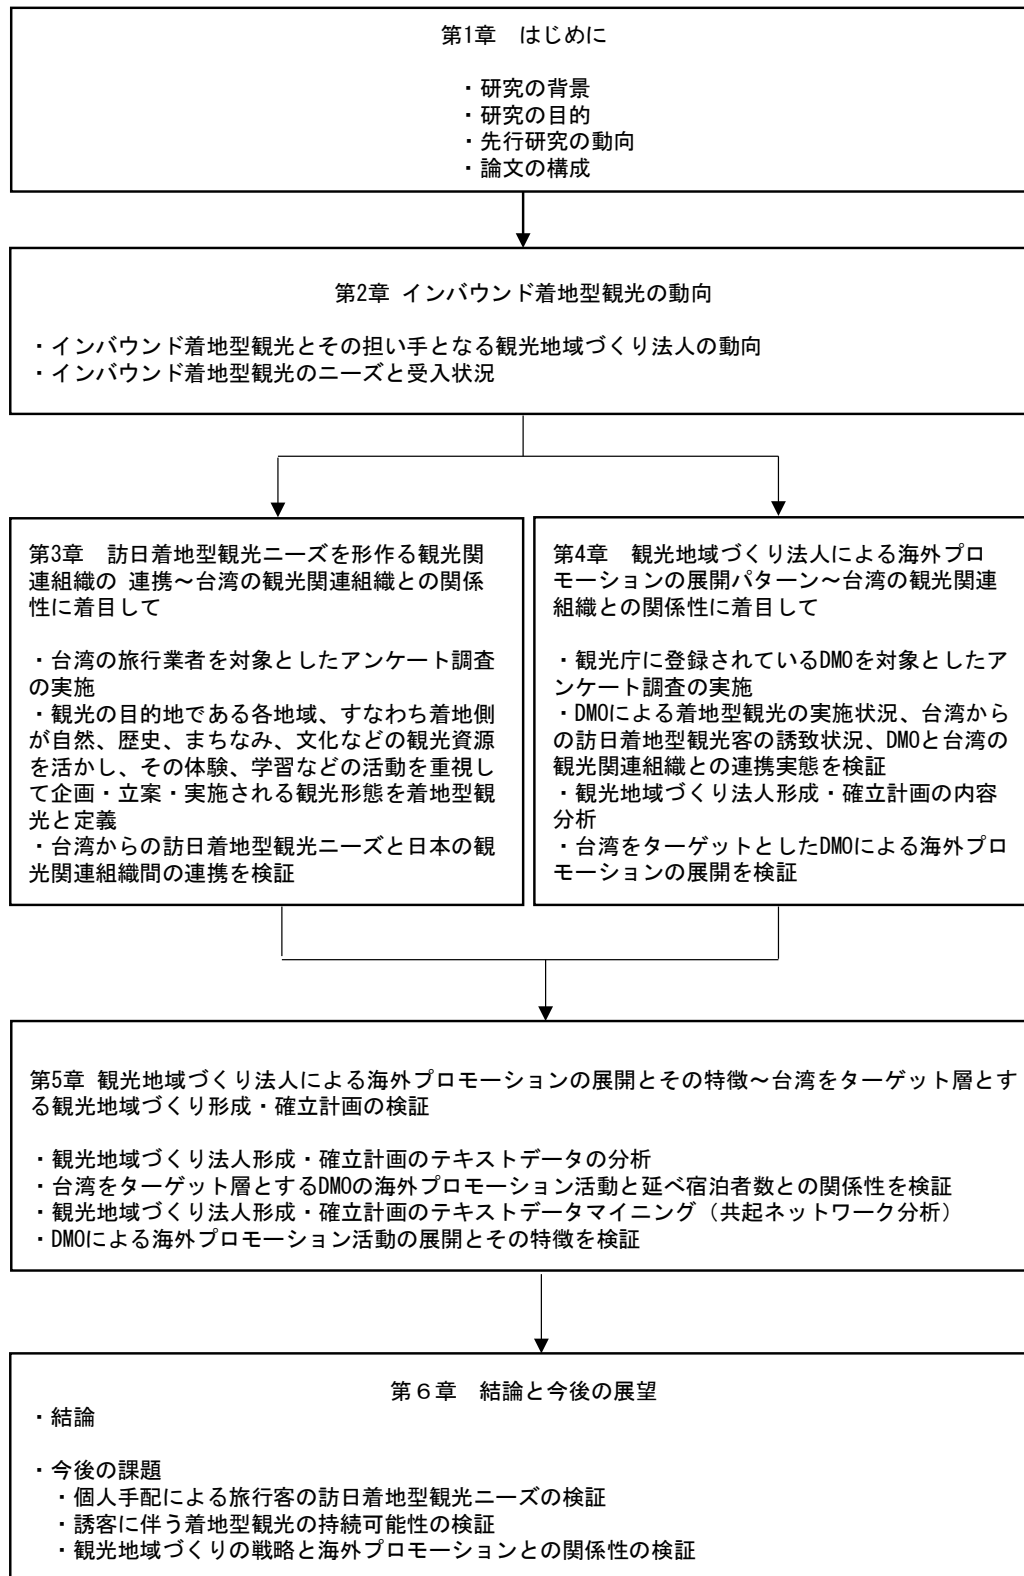 第1章　はじめに
・研究の背景
・研究の目的
・先行研究の動向
・論文の構成
第2章 インバウンド着地型観光の動向
・インバウンド着地型観光とその担い手となる観光地域づくり法人の動向
・インバウンド着地型観光のニーズと受入状況
第3章　訪日着地型観光ニーズを形作る観光関
連組織の 連携～台湾の観光関連組織との関係
性に着目して
・台湾の旅行業者を対象としたアンケート調査
の実施
・観光の目的地である各地域、すなわち着地側
が自然、歴史、まちなみ、文化などの観光資源
を活かし、その体験、学習などの活動を重視し
て企画・立案・実施される観光形態を着地型観
光と定義
・台湾からの訪日着地型観光ニーズと日本の観
光関連組織間の連携を検証
第4章　観光地域づくり法人による海外プロ
モーションの展開パターン～台湾の観光関連
組織との関係性に着目して
・観光庁に登録されているDMOを対象としたア
ンケート調査の実施
・DMOによる着地型観光の実施状況、台湾から
の訪日着地型観光客の誘致状況、DMOと台湾の
観光関連組織との連携実態を検証
・観光地域づくり法人形成・確立計画の内容
分析
・台湾をターゲットとしたDMOによる海外プロ
モーションの展開を検証
第5章 観光地域づくり法人による海外プロモーションの展開とその特徴～台湾をターゲット層とす
る観光地域づくり形成・確立計画の検証
・観光地域づくり法人形成・確立計画のテキストデータの分析
・台湾をターゲット層とするDMOの海外プロモーション活動と延べ宿泊者数との関係性を検証
・観光地域づくり法人形成・確立計画のテキストデータマイニング（共起ネットワーク分析）
・DMOによる海外プロモーション活動の展開とその特徴を検証
第６章　結論と今後の展望
・結論
・今後の課題
・個人手配による旅行客の訪日着地型観光ニーズの検証
・誘客に伴う着地型観光の持続可能性の検証
・観光地域づくりの戦略と海外プロモーションとの関係性の検証